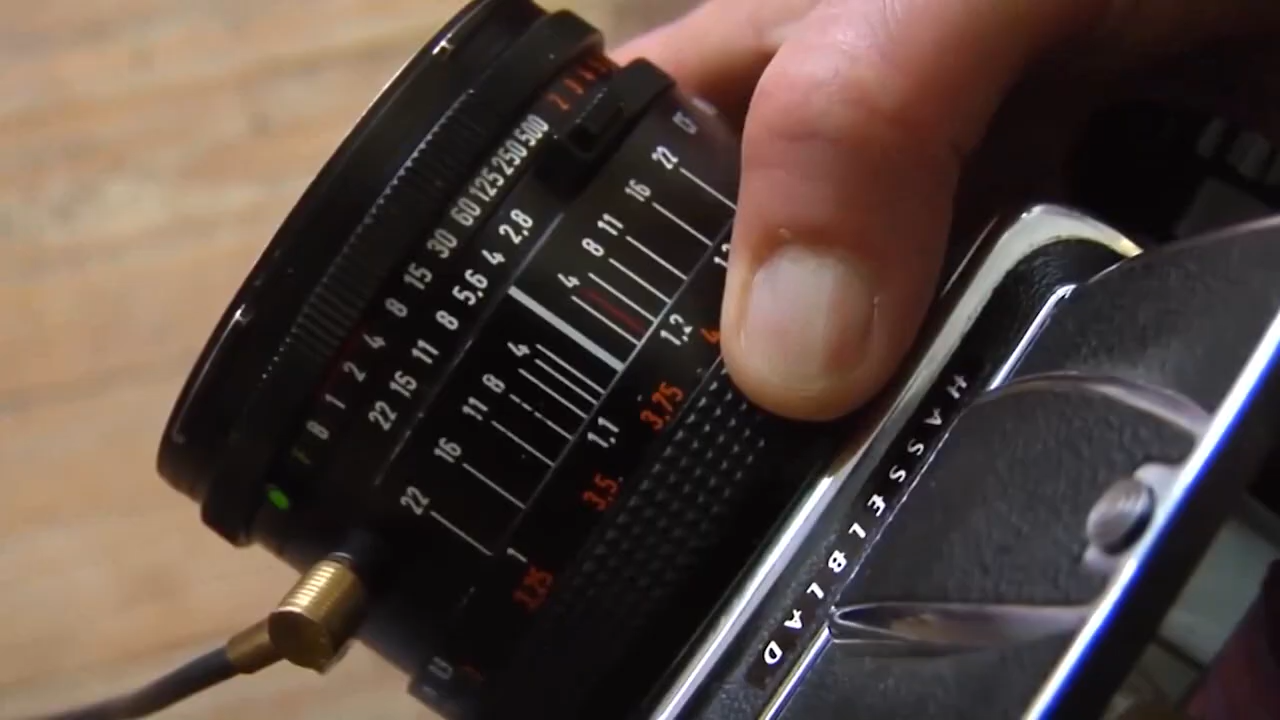 F B 1 2 4 8 15 30 60 125 250 500
22 16 11 8 5,6 4 2,8
22 16 11 8 4 4 8 11 16 22
1 1,1 1,2
3,5 3,75 4
HASSELBLAD